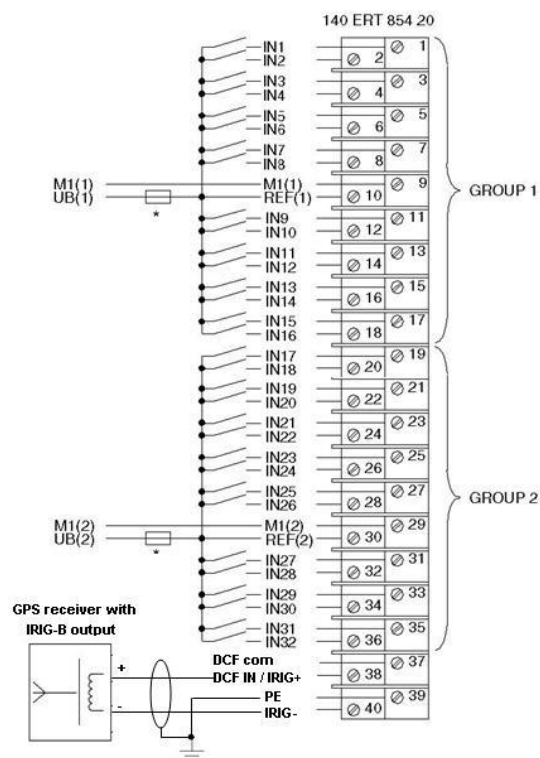 140 ERT 854 20
IN1 1
IN2 2
IN3 3
IN4 4
IN5 5
IN6 6
IN7 7
IN8 8
M1(1) M1(1) 9
UB(1) REF(1) 10
*
GROUP 1
IN9 11
IN10 12
IN11 13
IN12 14
IN13 15
IN14 16
IN15 17
IN16 18
IN17 19
IN18 20
IN19 21
IN20 22
IN21 23
IN22 24
IN23 25
IN24 26
IN25 27
IN26 28
GROUP 2
M1(2) M1(2) 29
UB(2) REF(2) 30
*
IN27 31
IN28 32
IN29 33
IN30 34
IN31 35
IN32 36
GPS receiver with
IRIG-B output
+
-
DCF com 37
DCF IN / IRIG+ 38
PE 39
IRIG- 40